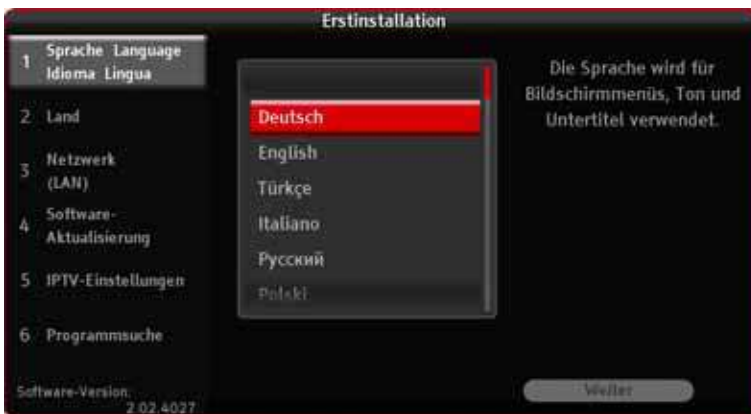 Erstinstallation
1 Sprache Language
Idioma Lingua
2 Land
3 Netzwerk
(LAN)
4 Software-
Aktualisierung
5 IPTV-Einstellungen
6 Programmsuche
Software-Version:
2.02.4027
Deutsch
English
Türkçe
Italiano
Русский
Polski
Die Sprache wird für
Bildschirmmenüs, Ton und
Untertitel verwendet.
Weiter